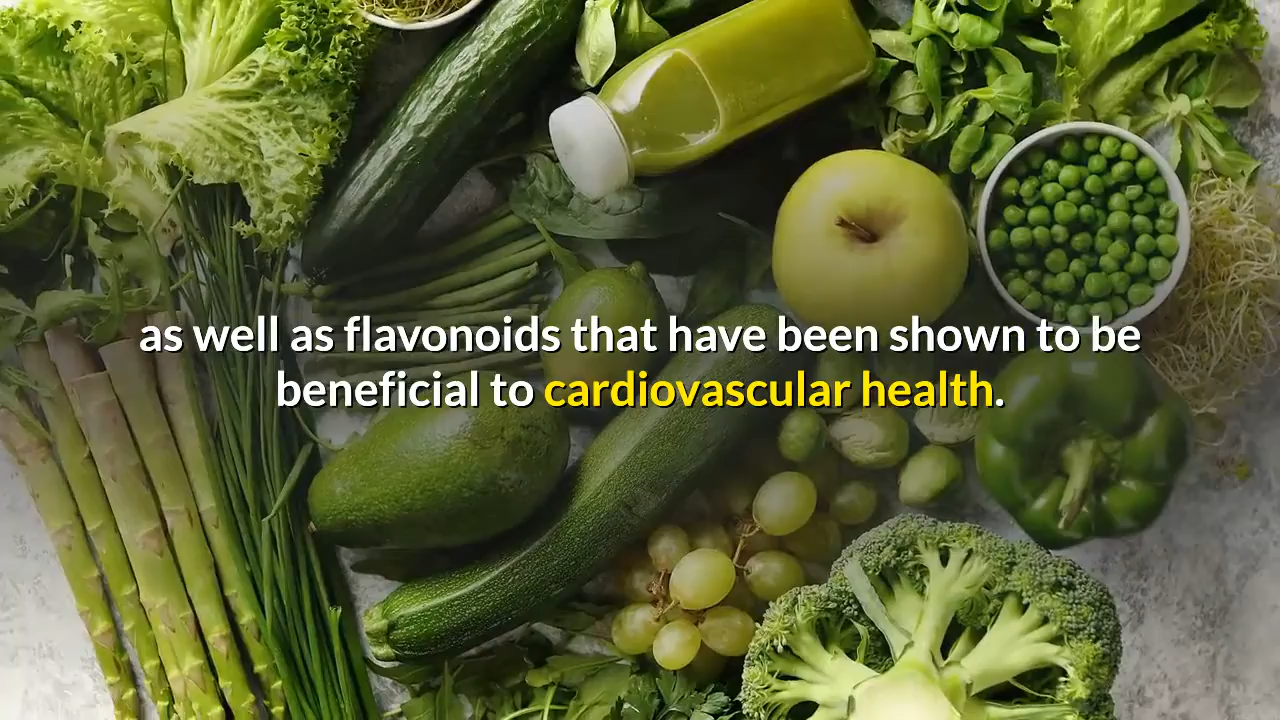 as well as flavonoids that have been shown to be
beneficial to cardiovascular health.